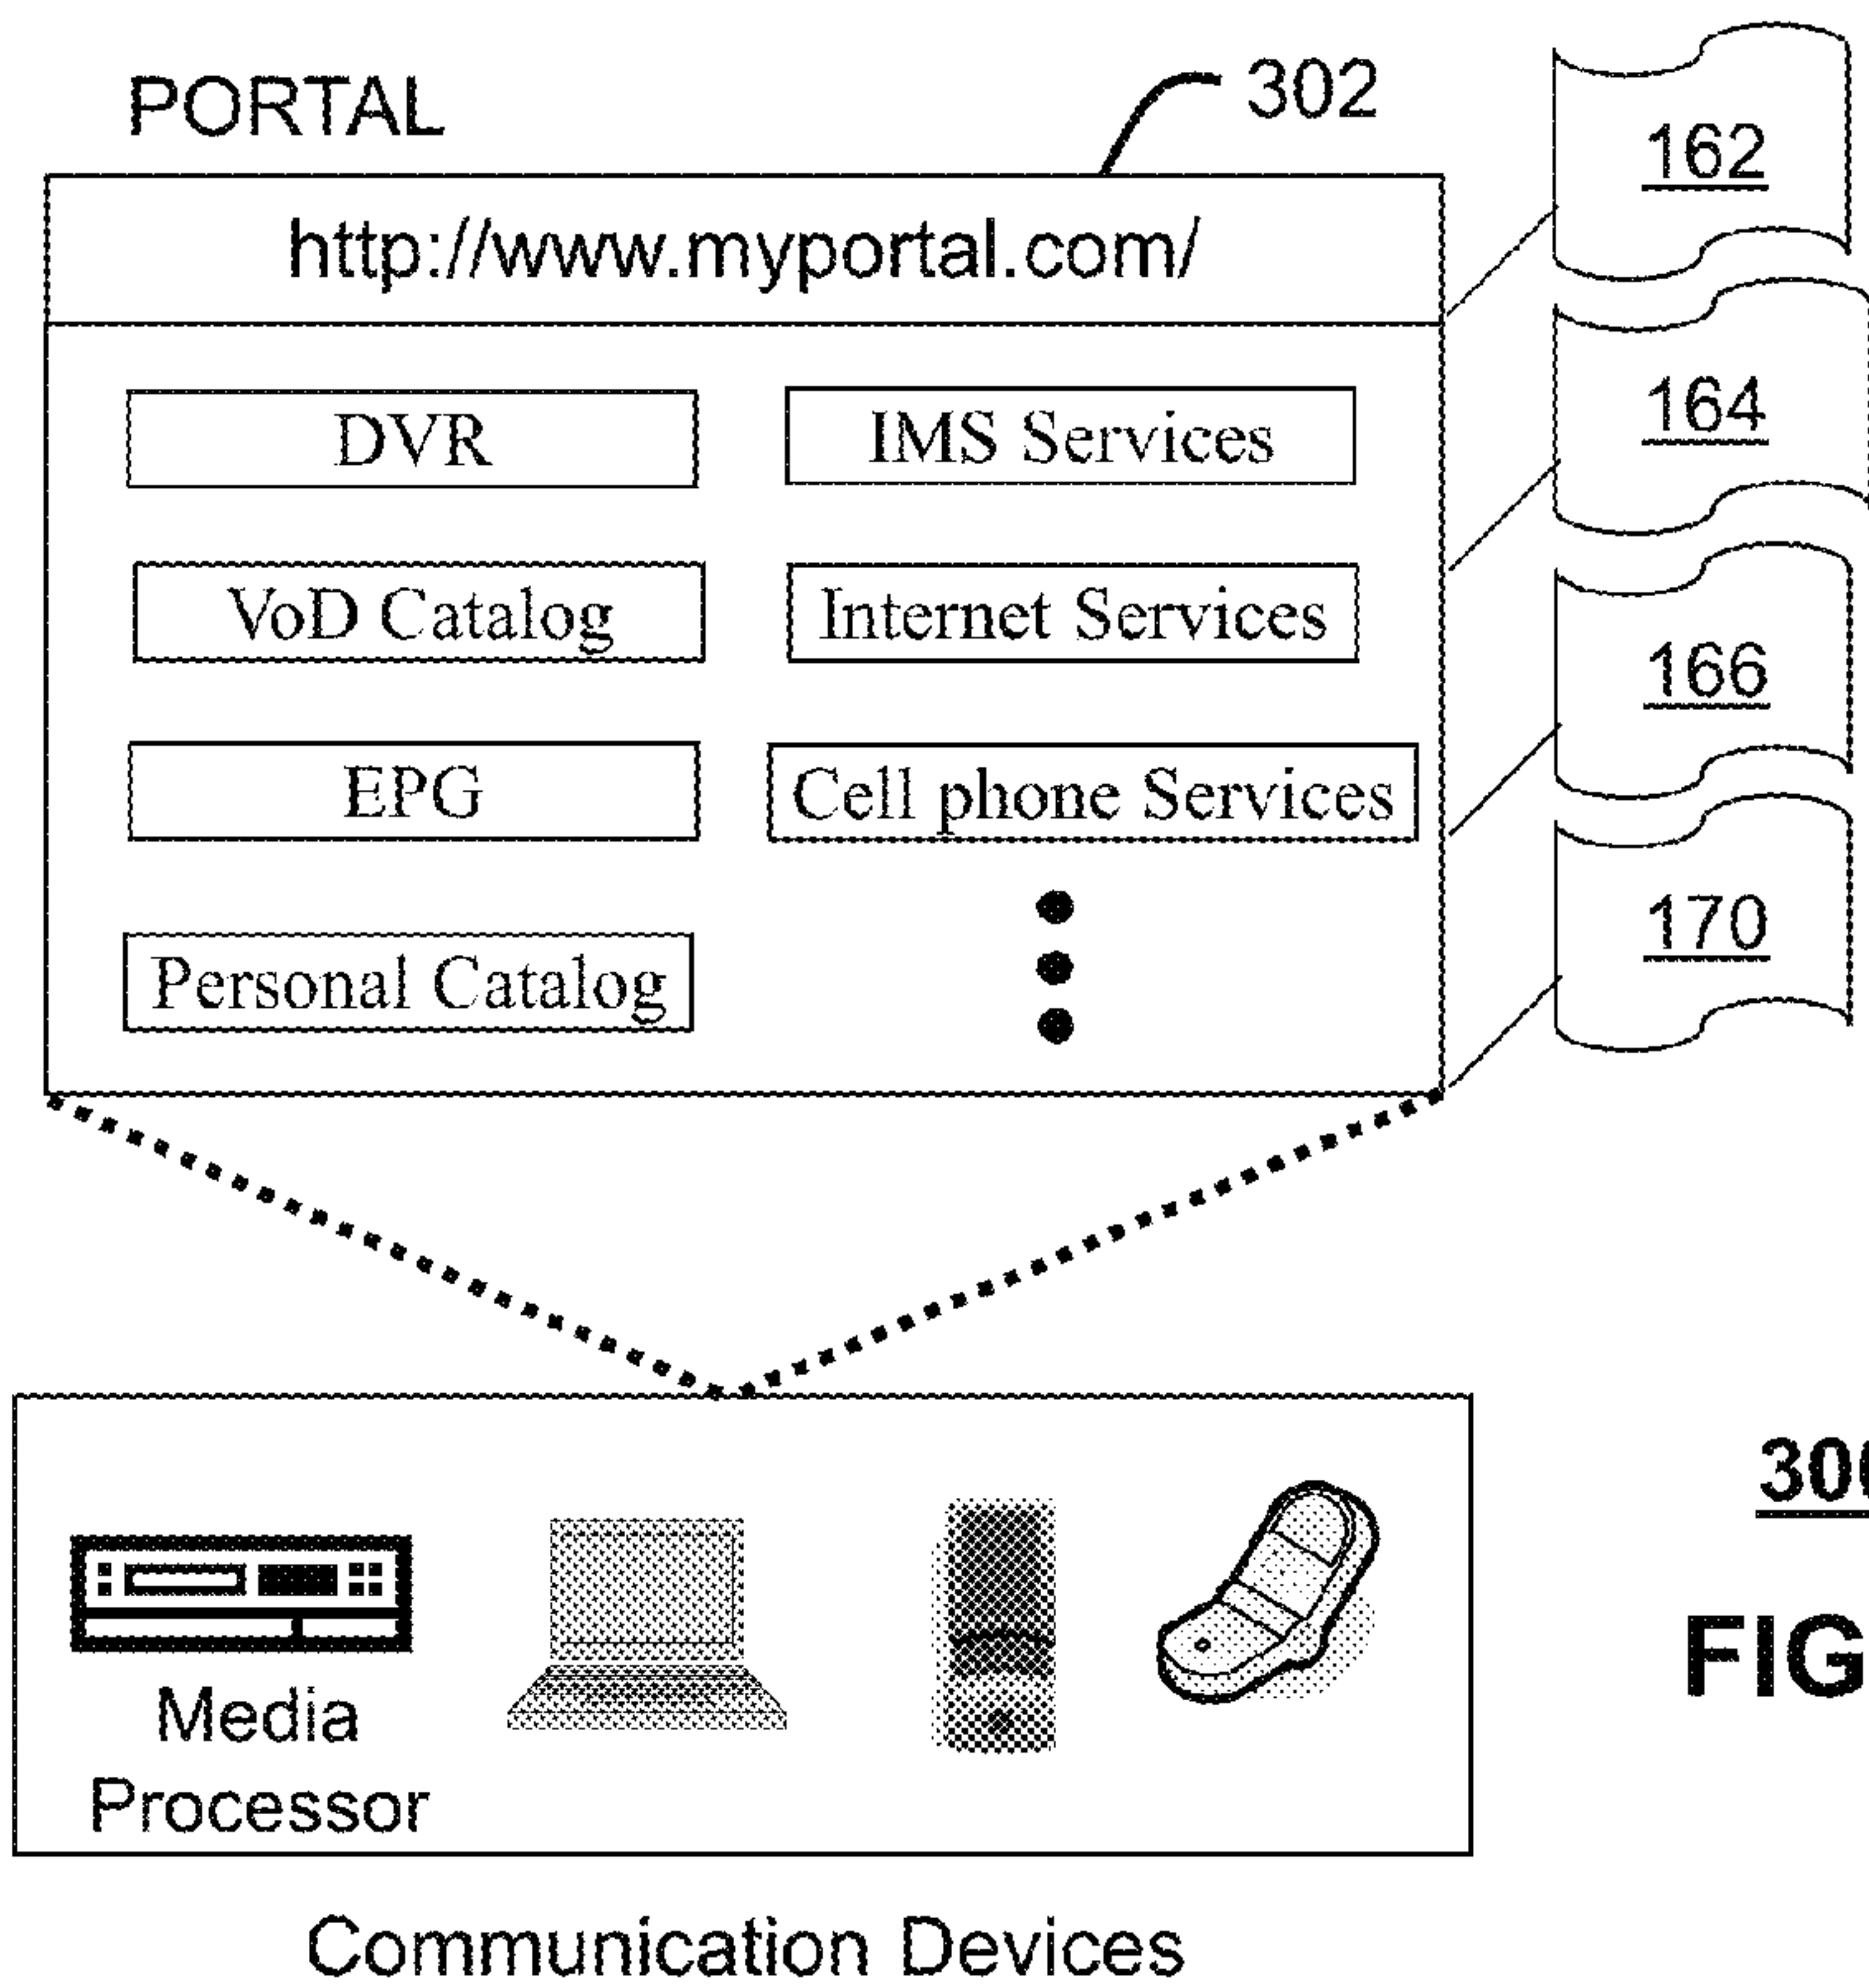 PORTAL
302
http://www.myportal.com/
162
164
166
170
DVR
IMS Services
VoD Catalog
Internet Services
EPG
Cell phone Services
Personal Catalog
Media
Processor
FIG
Communication Devices